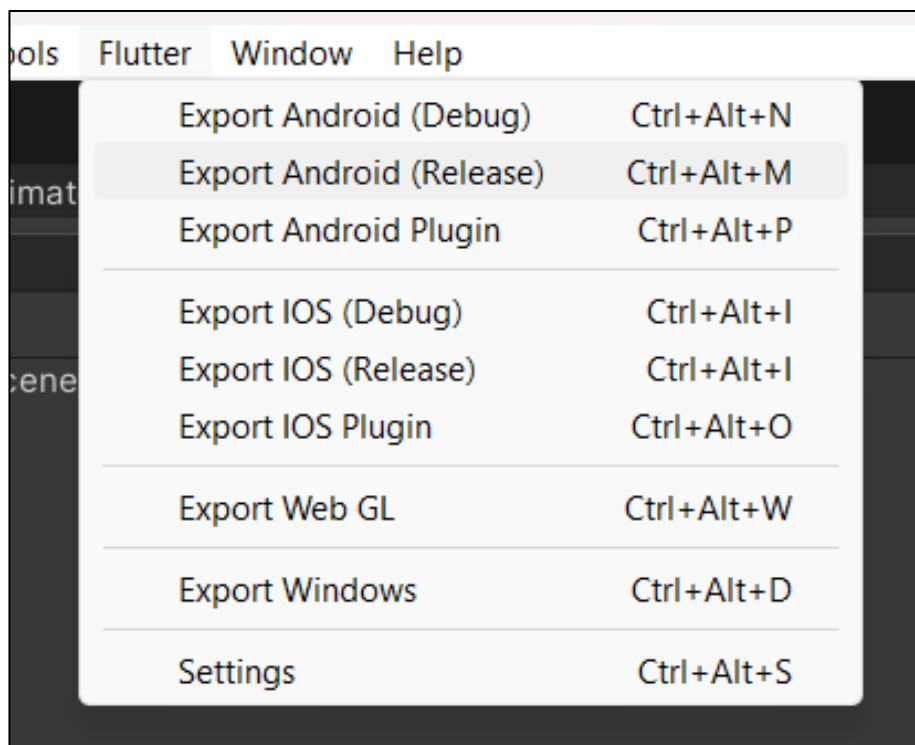 ools Flutter Window Help
Export Android (Debug) Ctrl+Alt+N
Export Android (Release) Ctrl+Alt+M
imat
Export Android Plugin Ctrl+Alt+P
Export IOS (Debug) Ctrl+Alt+I
Export IOS (Release) Ctrl+Alt+I
cene
Export IOS Plugin Ctrl+Alt+O
Export Web GL Ctrl+Alt+W
Export Windows Ctrl+Alt+D
Settings Ctrl+Alt+S